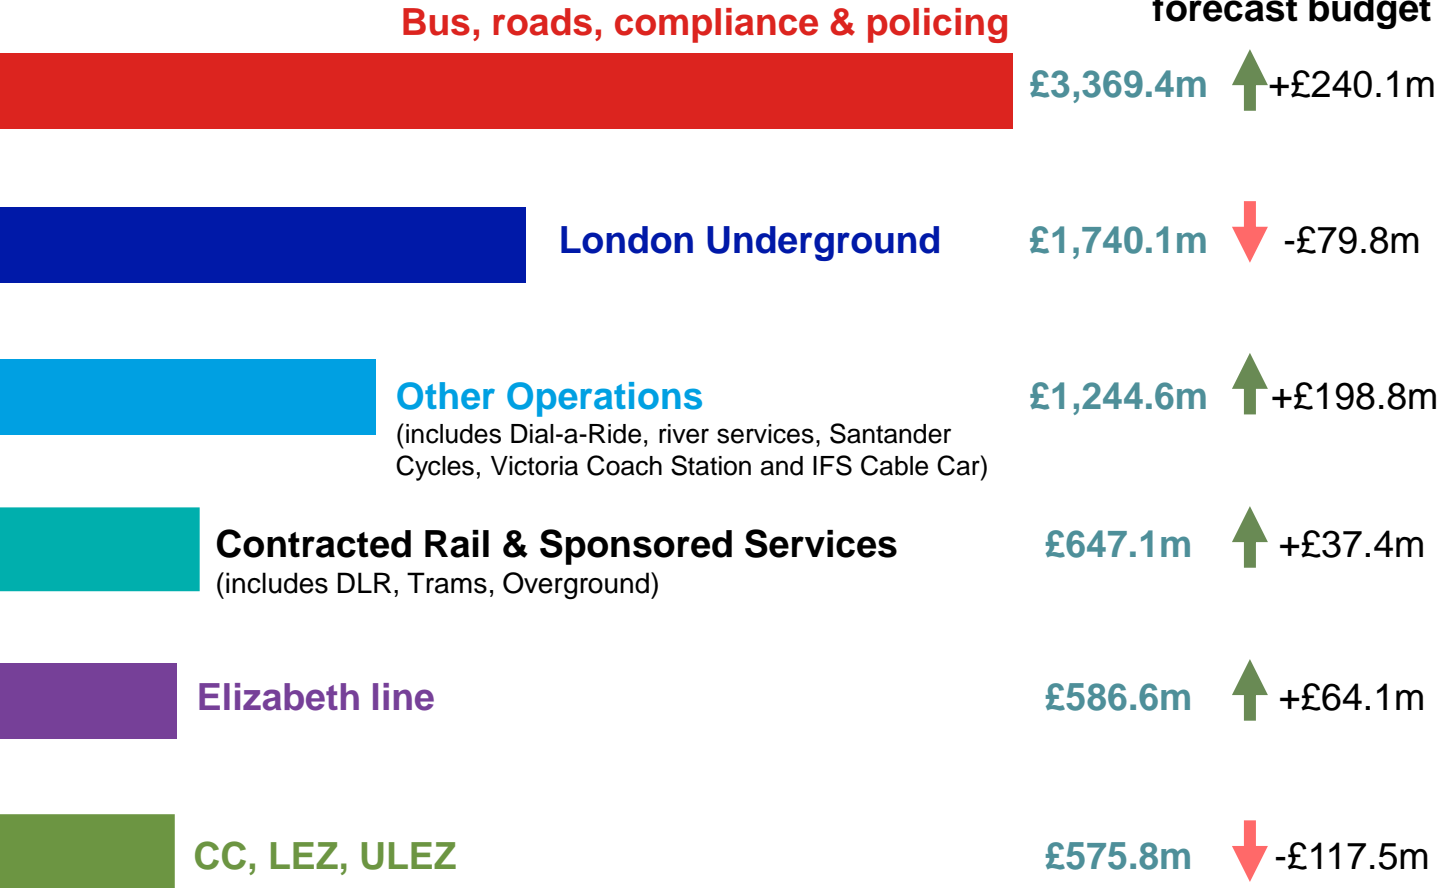 forecast budget
Bus, roads, compliance & policing
£3,369.4m +£240.1m
London Underground £1,740.1m -£79.8m
Other Operations £1,244.6m +£198.8m
(includes Dial-a-Ride, river services, Santander
Cycles, Victoria Coach Station and IFS Cable Car)
Contracted Rail & Sponsored Services £647.1m +£37.4m
(includes DLR, Trams, Overground)
Elizabeth line £586.6m +£64.1m
CC, LEZ, ULEZ £575.8m -£117.5m